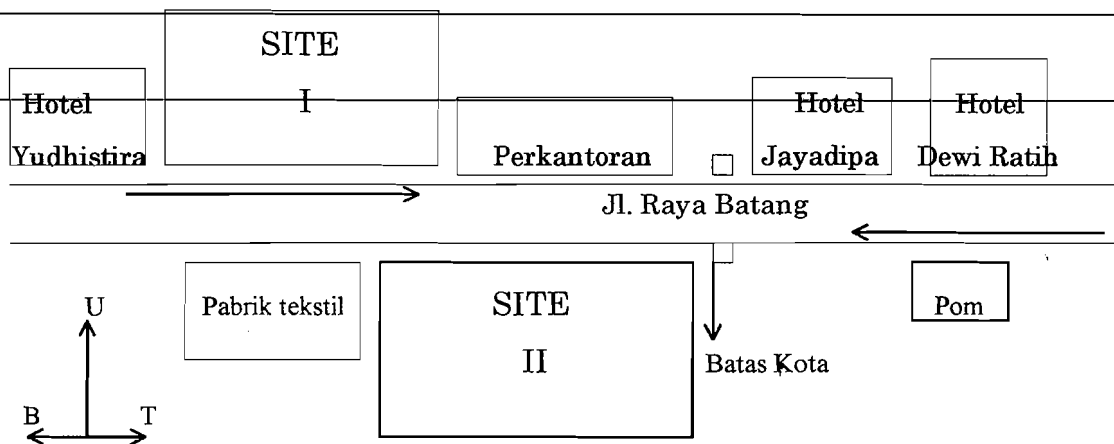 SITE
I
Hotel
Yudhistira
Perkantoran
Hotel
Jayadipa
Hotel
Dewi Ratih
Jl. Raya Batang
Pabrik tekstil
SITE
II
Pom
Batas Kota
U
B
T